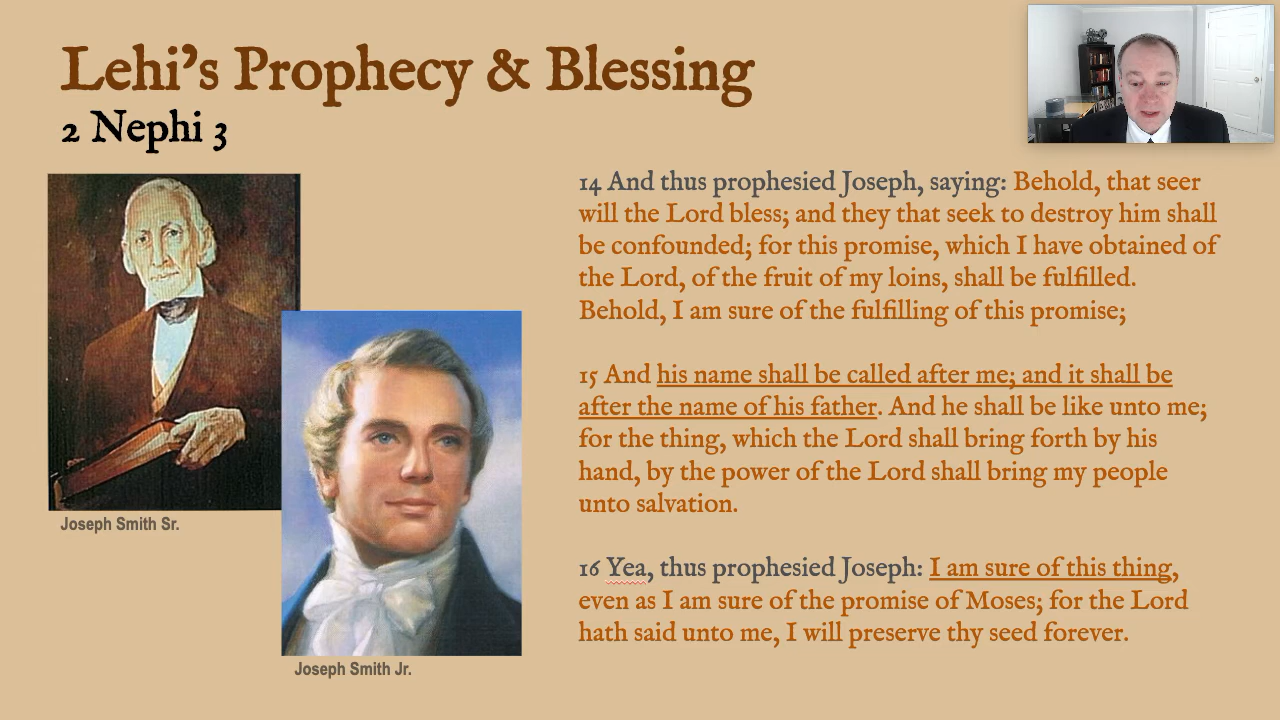 Lehi's Prophecy & Blessing
2 Nephi 3
14 And thus prophesied Joseph, saying: Behold, that seer
will the Lord bless; and they that seek to destroy him shall
be confounded; for this promise, which I have obtained of
the Lord, of the fruit of my loins, shall be fulfilled.
Behold, I am sure of the fulfilling of this promise;
15 And his name shall be called after me; and it shall be
after the name of his father. And he shall be like unto me;
for the thing, which the Lord shall bring forth by his
hand, by the power of the Lord shall bring my people
unto salvation.
16 Yea, thus prophesied Joseph: I am sure of this thing,
even as I am sure of the promise of Moses; for the Lord
hath said unto me, I will preserve thy seed forever.
Joseph Smith Sr.
Joseph Smith Jr.